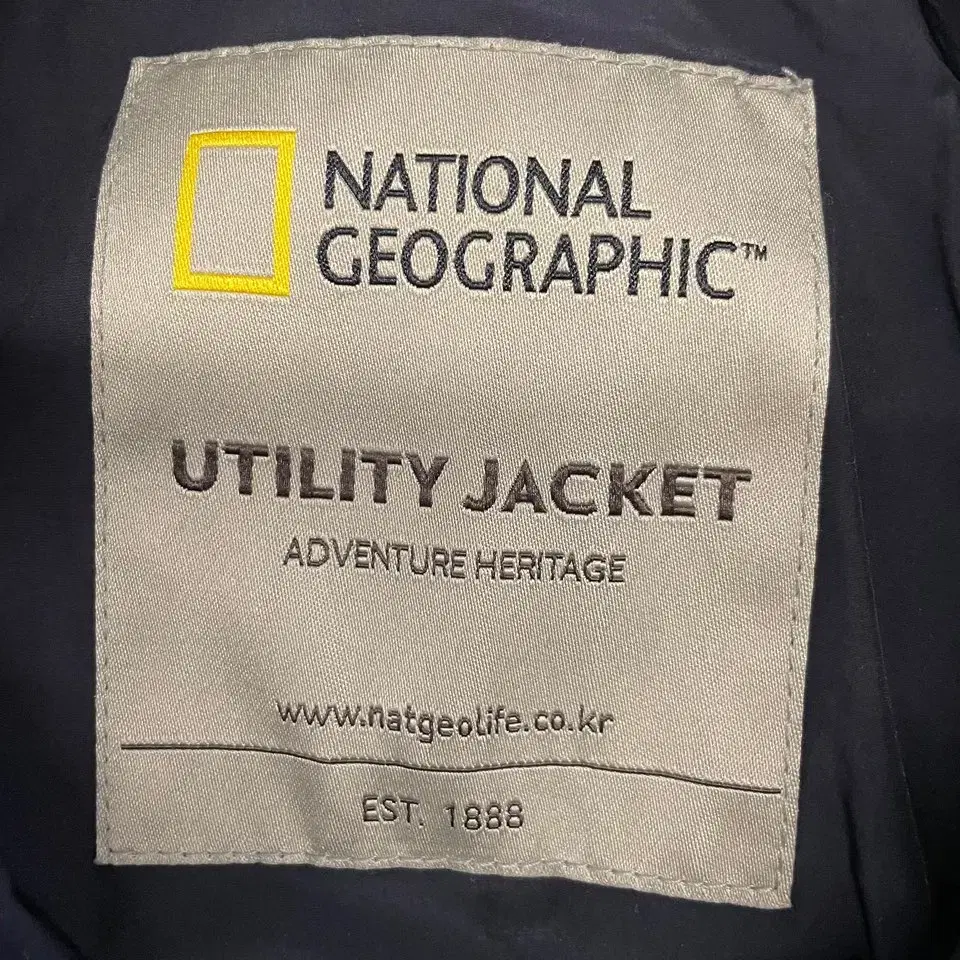 NATIONAL
GEOGRAPHIC™
UTILITY JACKET
ADVENTURE HERITAGE
www.natgeolife.co.kr
EST. 1888